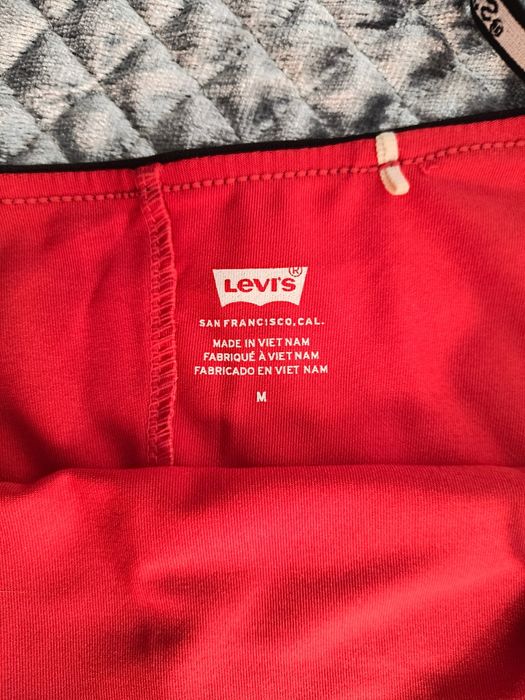 LEVI'S®
SAN FRANCISCO, CAL.
MADE IN VIET NAM
FABRIQUÉ À VIET NAM
FABRICADO EN VIET NAM
M